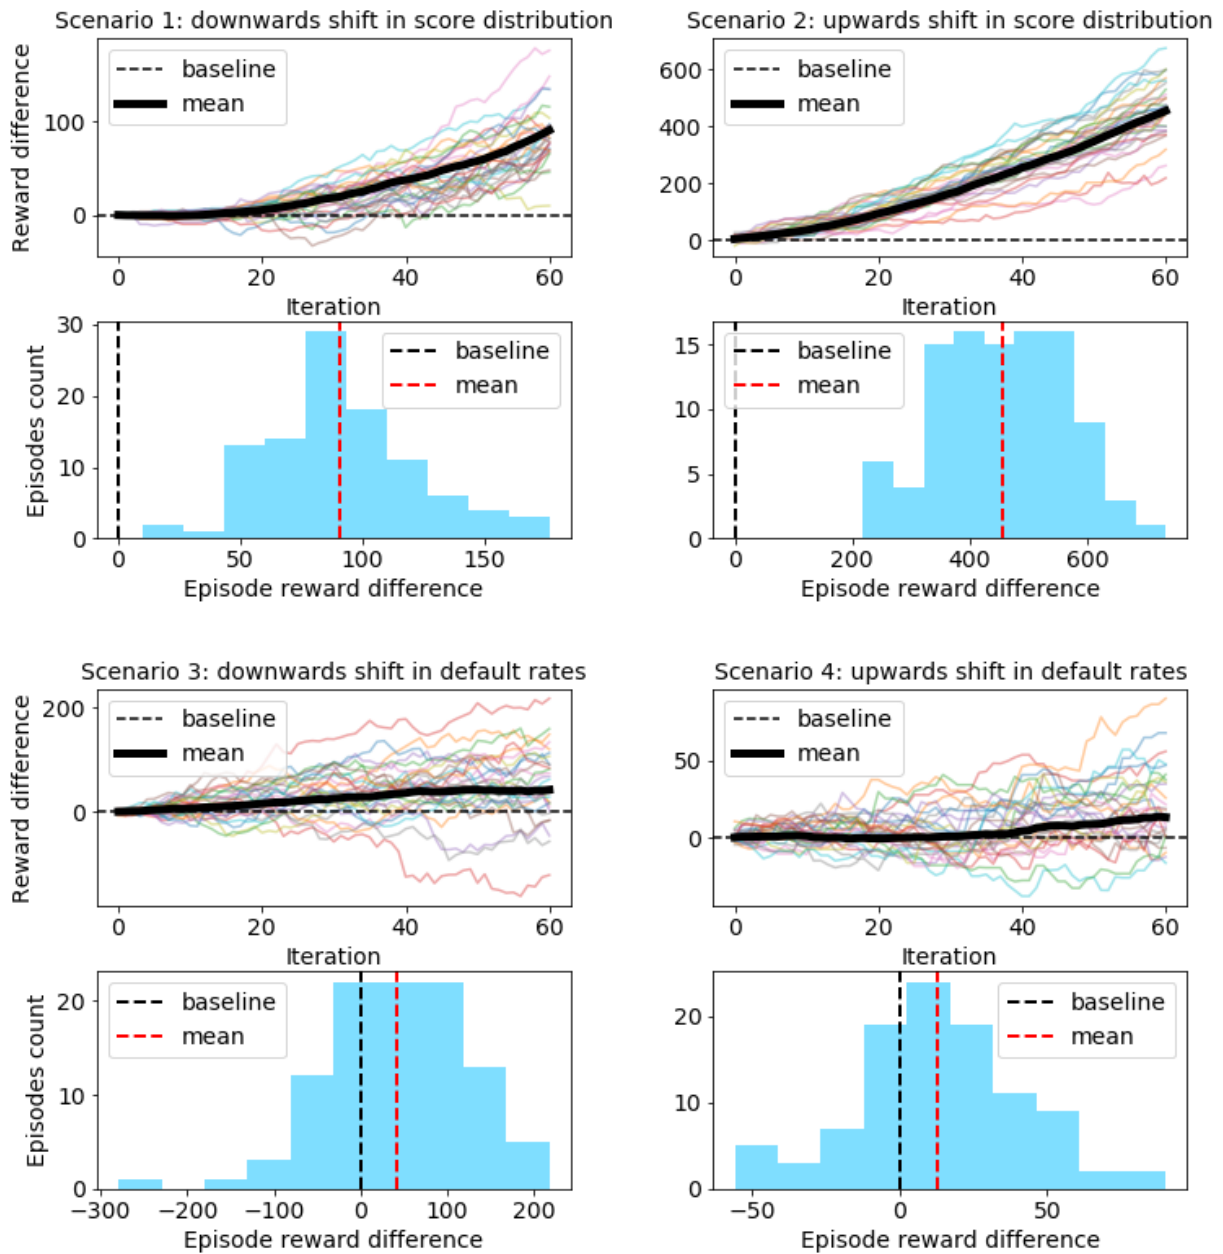 Scenario 1: downwards shift in score distribution
Reward difference
100
0
baseline
mean
0 20 40 60
Iteration
Episodes count
30
20
10
0
baseline
mean
0 50 100 150
Episode reward difference
Scenario 2: upwards shift in score distribution
600
400
200
0
baseline
mean
0 20 40 60
Iteration
15
10
5
0
baseline
mean
0 200 400 600
Episode reward difference
Scenario 3: downwards shift in default rates
Reward difference
200
100
0
baseline
mean
0 20 40 60
Iteration
Episodes count
20
10
0
baseline
mean
−300 −200 −100 0 100 200
Episode reward difference
Scenario 4: upwards shift in default rates
50
0
baseline
mean
0 20 40 60
Iteration
20
10
0
baseline
mean
−50 0 50
Episode reward difference